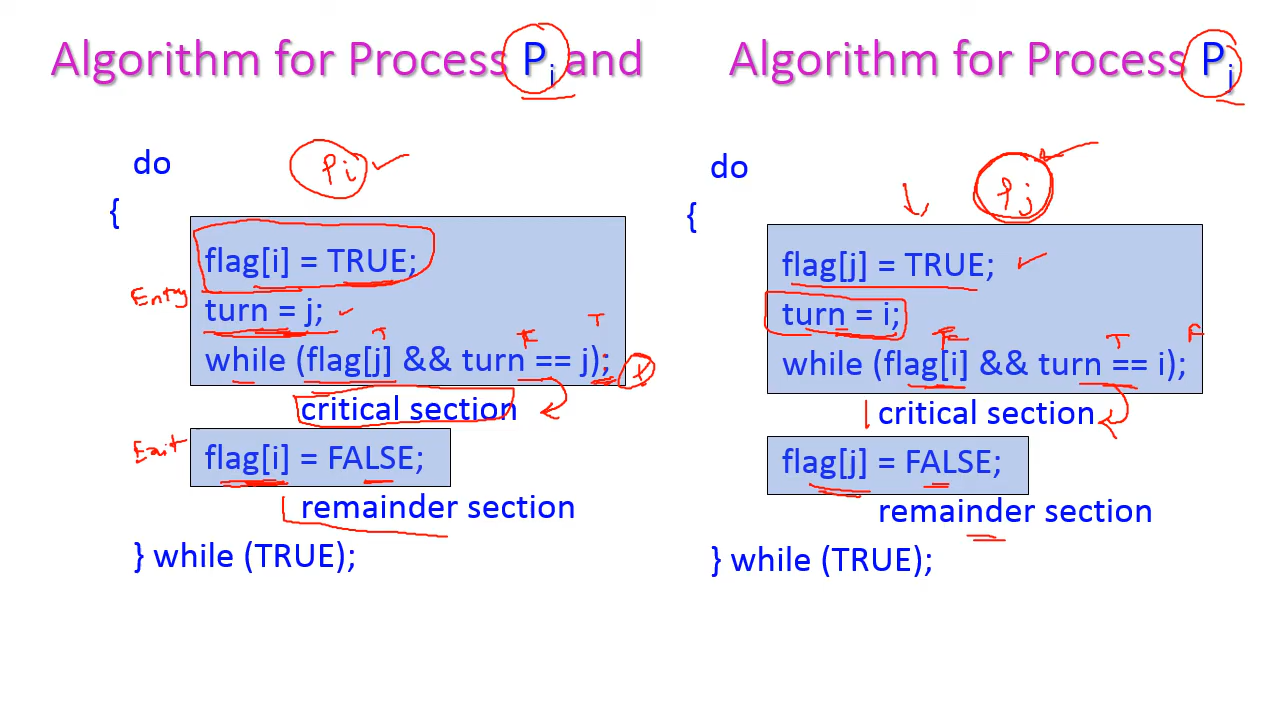 Algorithm for Process Pi and
do
Pi
{
flag[i] = TRUE;
Entry
turn = j;
T F T
while (flag[j] && turn == j);
critical section
Exit
flag[i] = FALSE;
remainder section
} while (TRUE);
Algorithm for Process Pj
do
Pj
{
flag[j] = TRUE;
turn = i;
T F
while (flag[i] && turn == i);
critical section
flag[j] = FALSE;
remainder section
} while (TRUE);